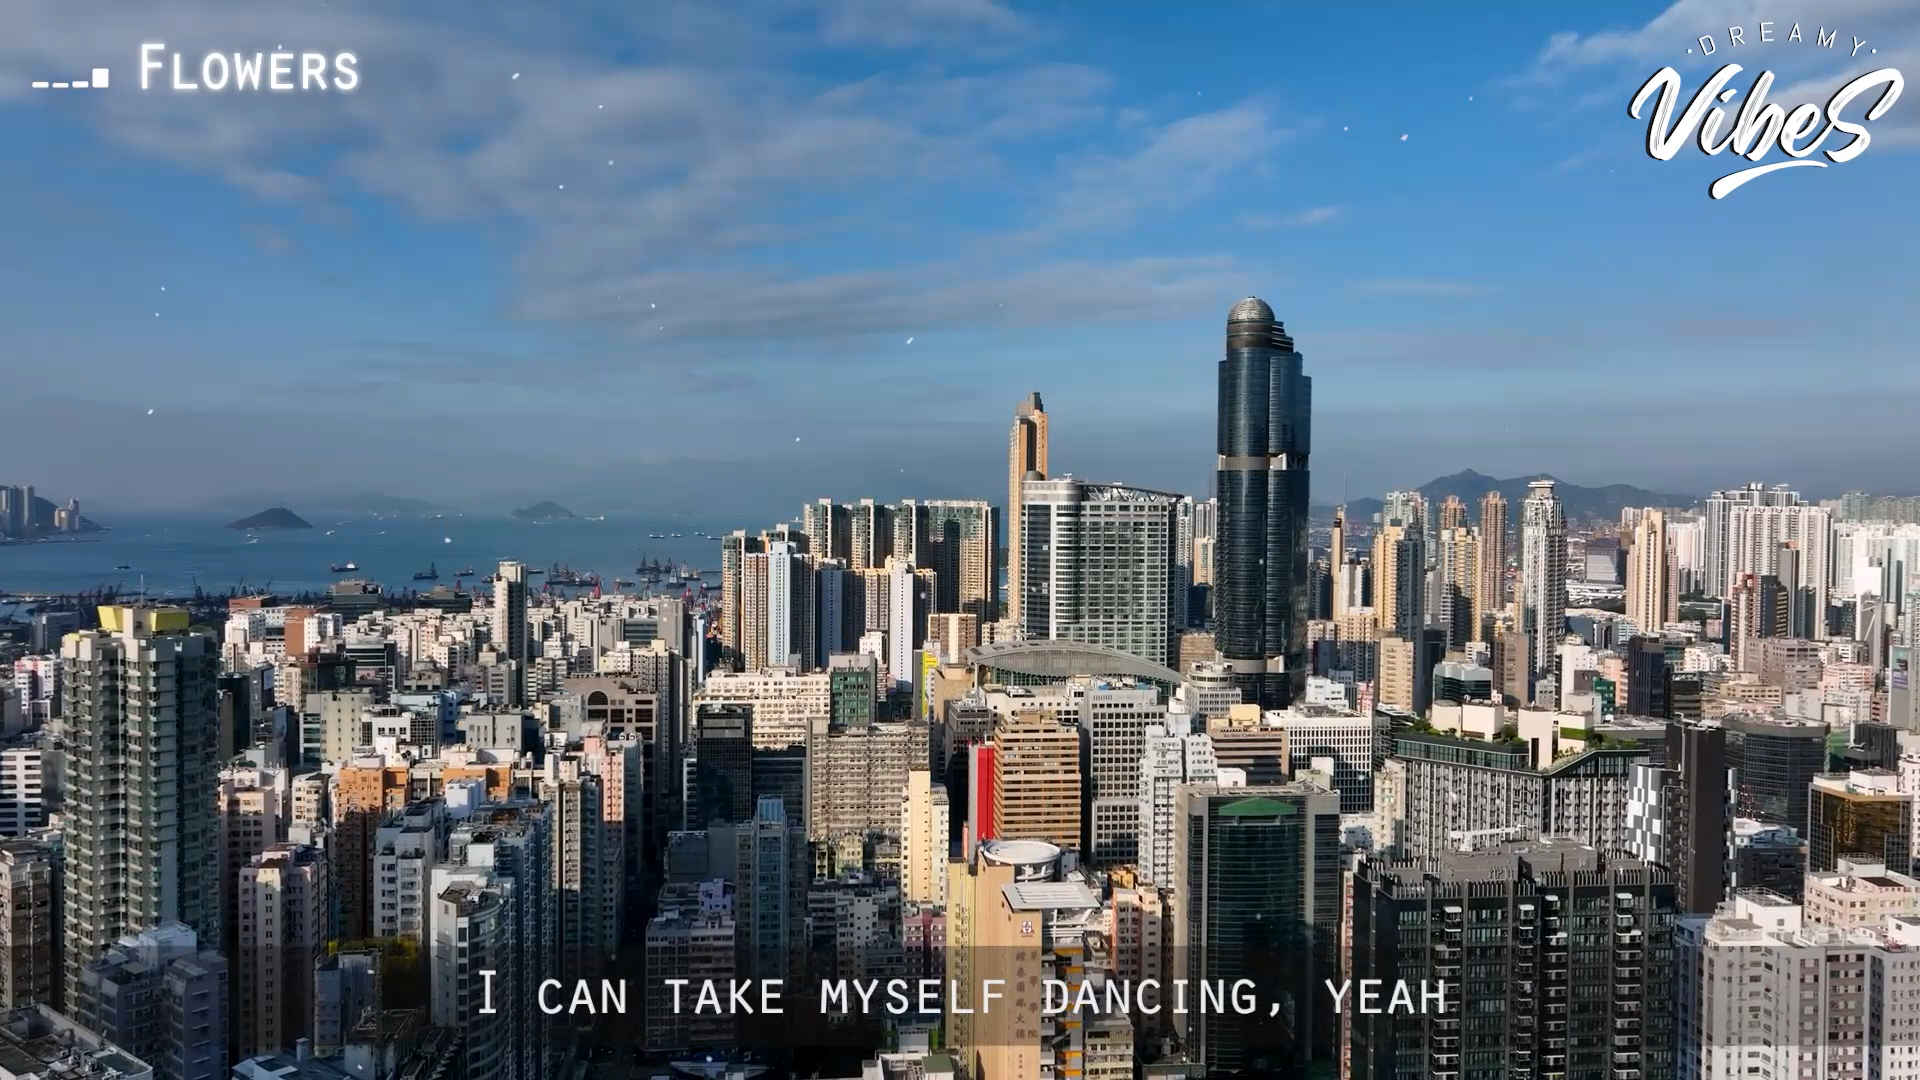 FLOWERS
·DREAMY·
Vibes
I CAN TAKE MYSELF DANCING, YEAH